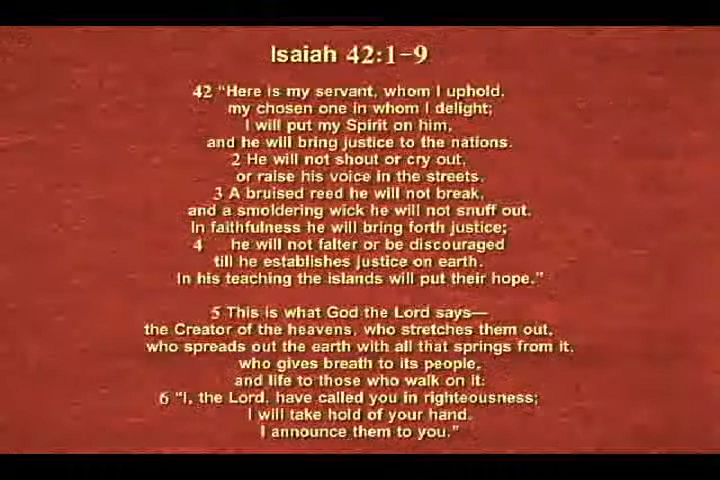 Isaiah 42:1-9
42 “Here is my servant, whom I uphold,
my chosen one in whom I delight;
I will put my Spirit on him,
and he will bring justice to the nations.
2 He will not shout or cry out,
or raise his voice in the streets.
3 A bruised reed he will not break,
and a smoldering wick he will not snuff out.
In faithfulness he will bring forth justice;
4 he will not falter or be discouraged
till he establishes justice on earth.
In his teaching the islands will put their hope.”
5 This is what God the Lord says—
the Creator of the heavens, who stretches them out,
who spreads out the earth with all that springs from it,
who gives breath to its people,
and life to those who walk on it:
6 “I, the Lord, have called you in righteousness;
I will take hold of your hand.
I announce them to you.”